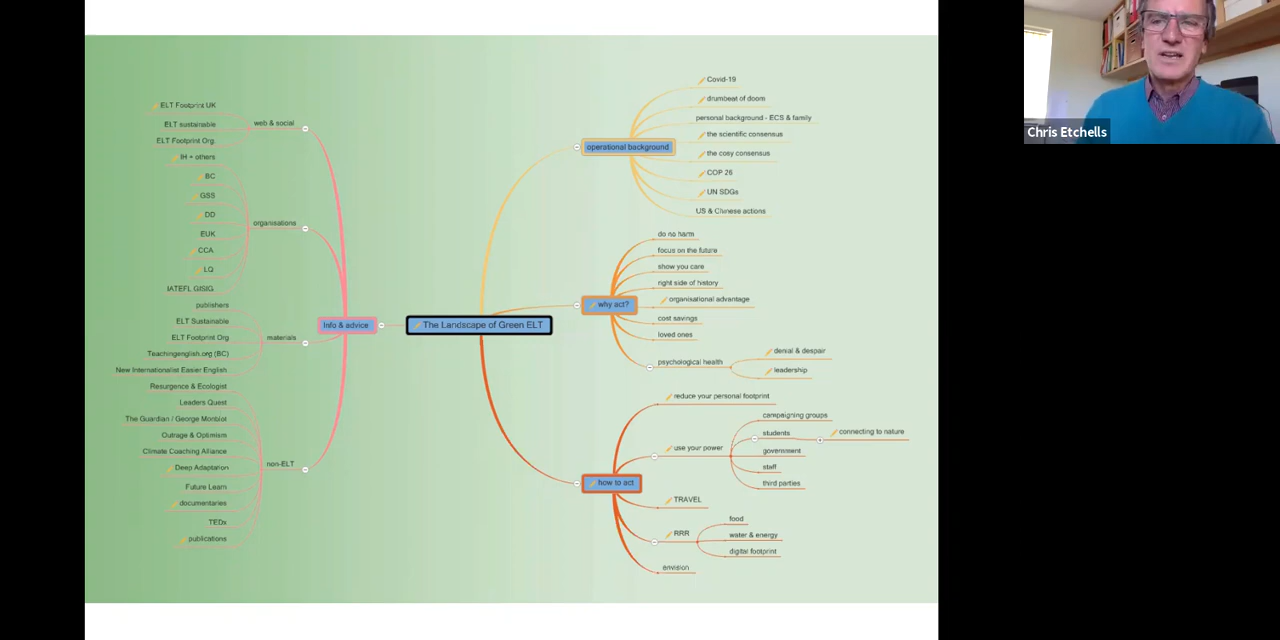 Chris Etchells
The Landscape of Green ELT
operational background
Covid-19
drumbeat of doom
personal background - ECS & family
the scientific consensus
the cosy consensus
COP 26
UN SDGs
US & Chinese actions
why act?
do no harm
focus on the future
show you care
right side of history
organisational advantage
cost savings
loved ones
psychological health
denial & despair
leadership
how to act
reduce your personal footprint
use your power
campaigning groups
students
connecting to nature
government
staff
third parties
TRAVEL
RRR
food
water & energy
digital footprint
envision
Info & advice
web & social
ELT Footprint UK
ELT sustainable
ELT Footprint Org.
organisations
IH + others
BC
GSS
DD
EUK
CCA
LQ
IATEFL GISIG
materials
publishers
ELT Sustainable
ELT Footprint Org
Teachingenglish.org (BC)
New Internationalist Easier English
non-ELT
Resurgence & Ecologist
Leaders Quest
The Guardian / George Monbiot
Outrage & Optimism
Climate Coaching Alliance
Deep Adaptation
Future Learn
documentaries
TEDx
publications